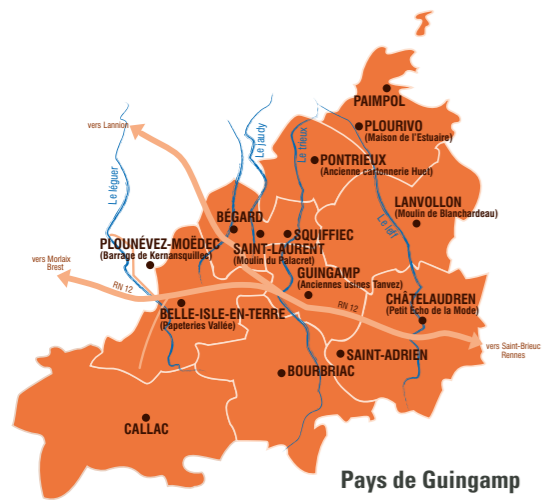 PAIMPOL
vers Lannion
PLOURIVO
(Maison de l'Estuaire)
Le jaudy
Le trieux
PONTRIEUX
(Ancienne cartonnerie Huet)
Le léguer
LANVOLLON
(Moulin de Blanchardeau)
BÉGARD
Le leff
SQUIFFIEC
PLOUNÉVEZ-MOËDEC
(Barrage de Kernansquillec)
SAINT-LAURENT
(Moulin du Palacret)
vers Morlaix
Brest
GUINGAMP
(Anciennes usines Tanvez)
RN 12
CHÂTELAUDREN
(Petit Echo de la Mode)
RN 12
BELLE-ISLE-EN-TERRE
(Papeteries Vallée)
vers Saint-Brieuc
Rennes
SAINT-ADRIEN
BOURBRIAC
CALLAC
Pays de Guingamp